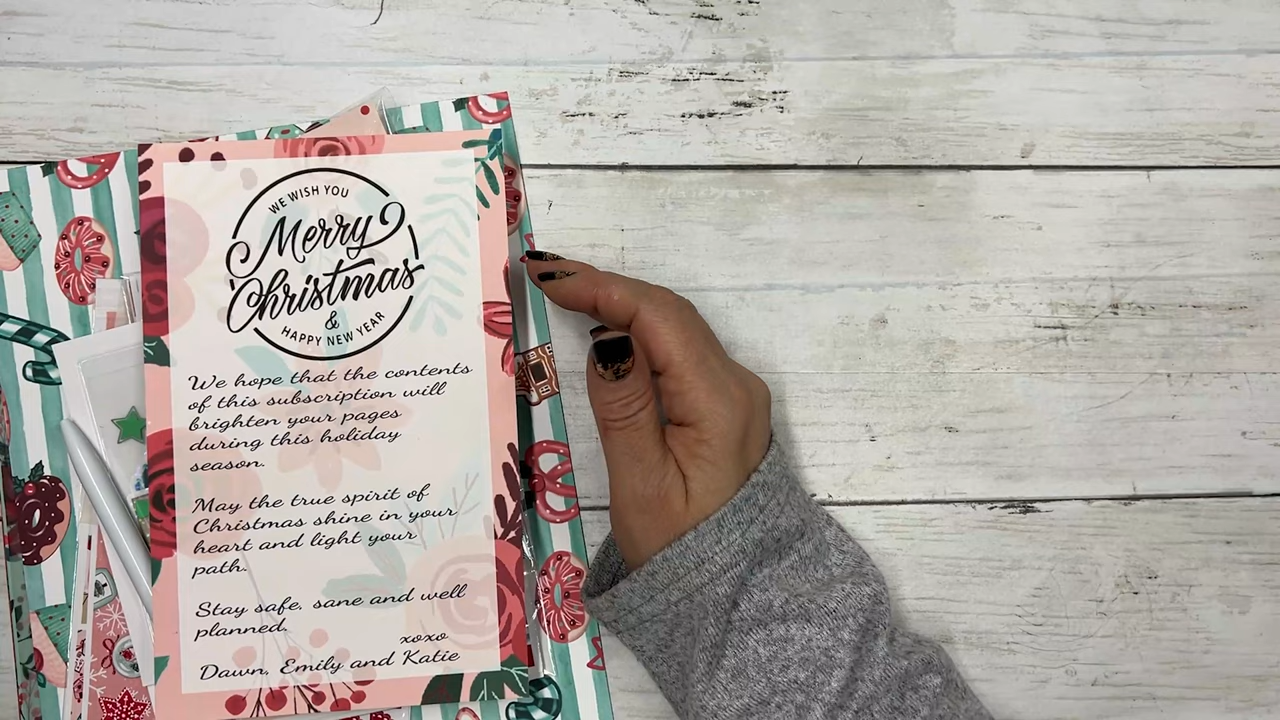 WE WISH YOU
Merry
Christmas
&
HAPPY NEW YEAR
We hope that the contents
of this subscription will
brighten your pages
during this holiday
season.
May the true spirit of
Christmas shine in your
heart and light your
path.
Stay safe, sane and well
planned.
xoxo
Dawn, Emily and Katie